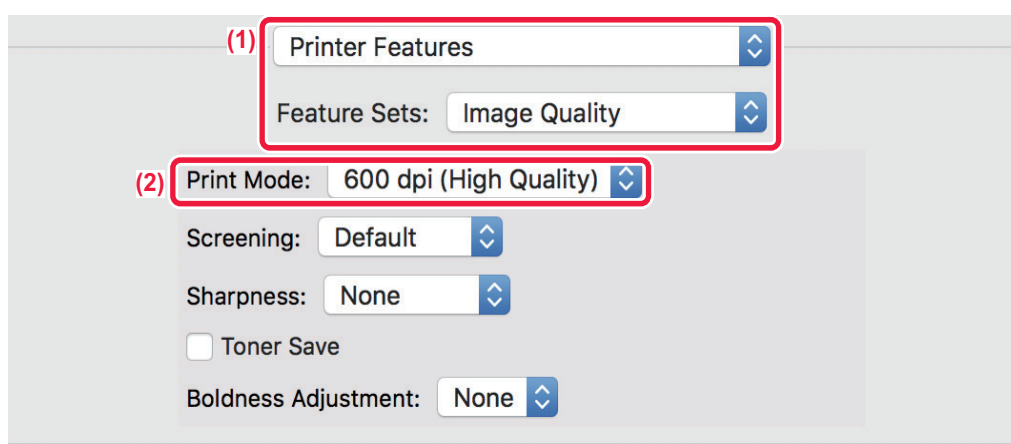 (1) Printer Features
Feature Sets: Image Quality
(2) Print Mode: 600 dpi (High Quality)
Screening: Default
Sharpness: None
Toner Save
Boldness Adjustment: None